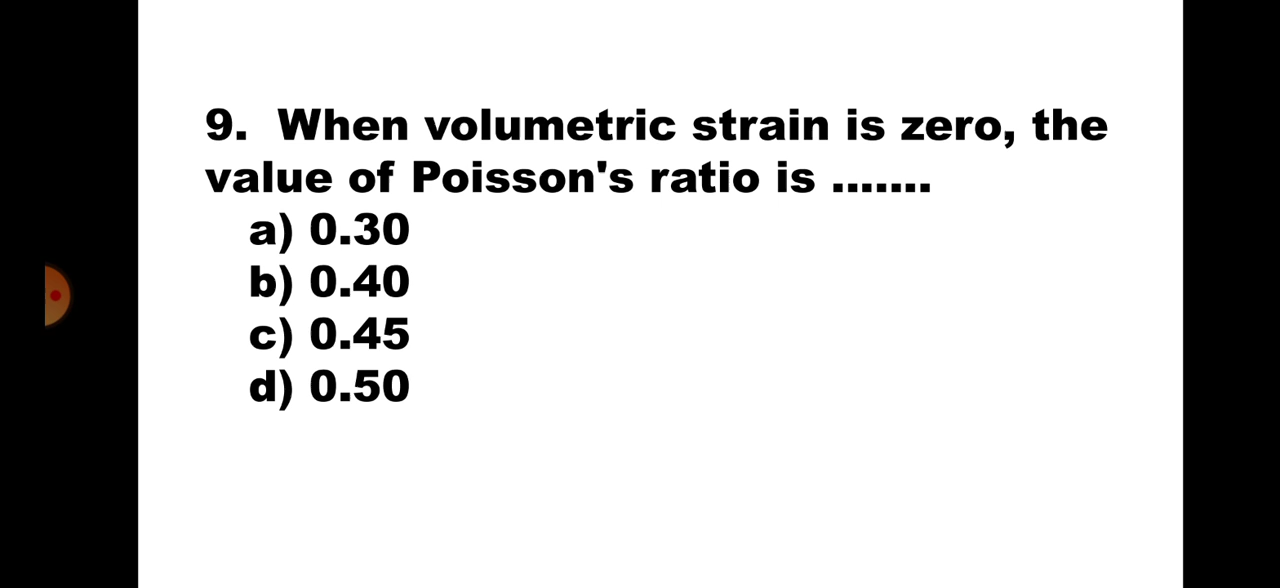 9. When volumetric strain is zero, the
value of Poisson's ratio is .......
a) 0.30
b) 0.40
c) 0.45
d) 0.50